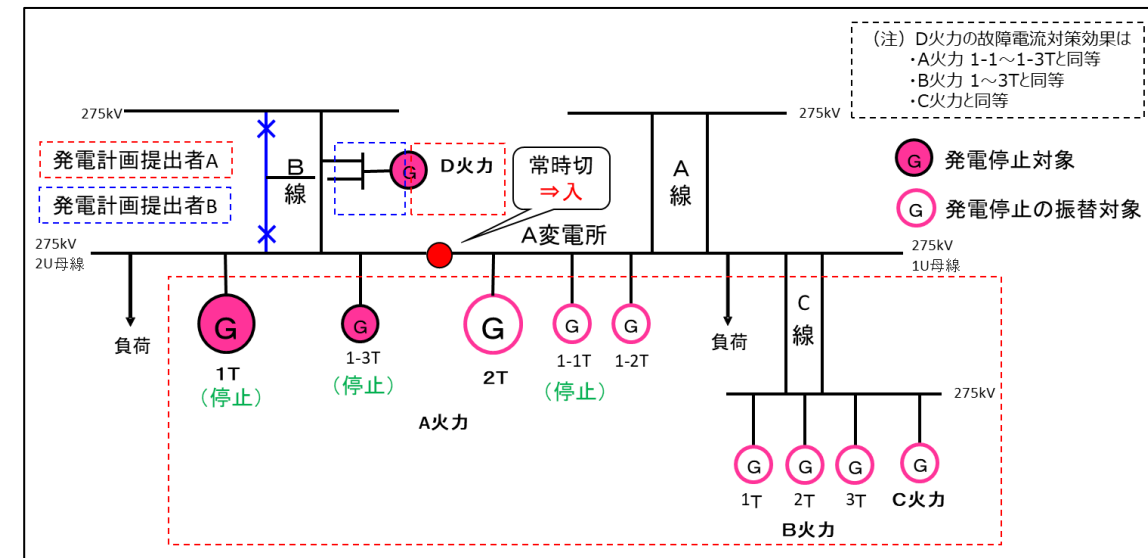 (注) D火力の故障電流対策効果は
・A火力 1-1～1-3Tと同等
・B火力 1～3Tと同等
・C火力と同等
275kV
275kV
発電計画提出者A
発電計画提出者B
B
線
G
D火力
常時切
⇒入
A
線
G
発電停止対象
G
発電停止の振替対象
A変電所
275kV
2U母線
275kV
1U母線
負荷
G
1T
(停止)
G
1-3T
(停止)
G
2T
G
1-1T
(停止)
G
1-2T
負荷
C
線
A火力
275kV
G
1T
G
2T
G
3T
G
C火力
B火力